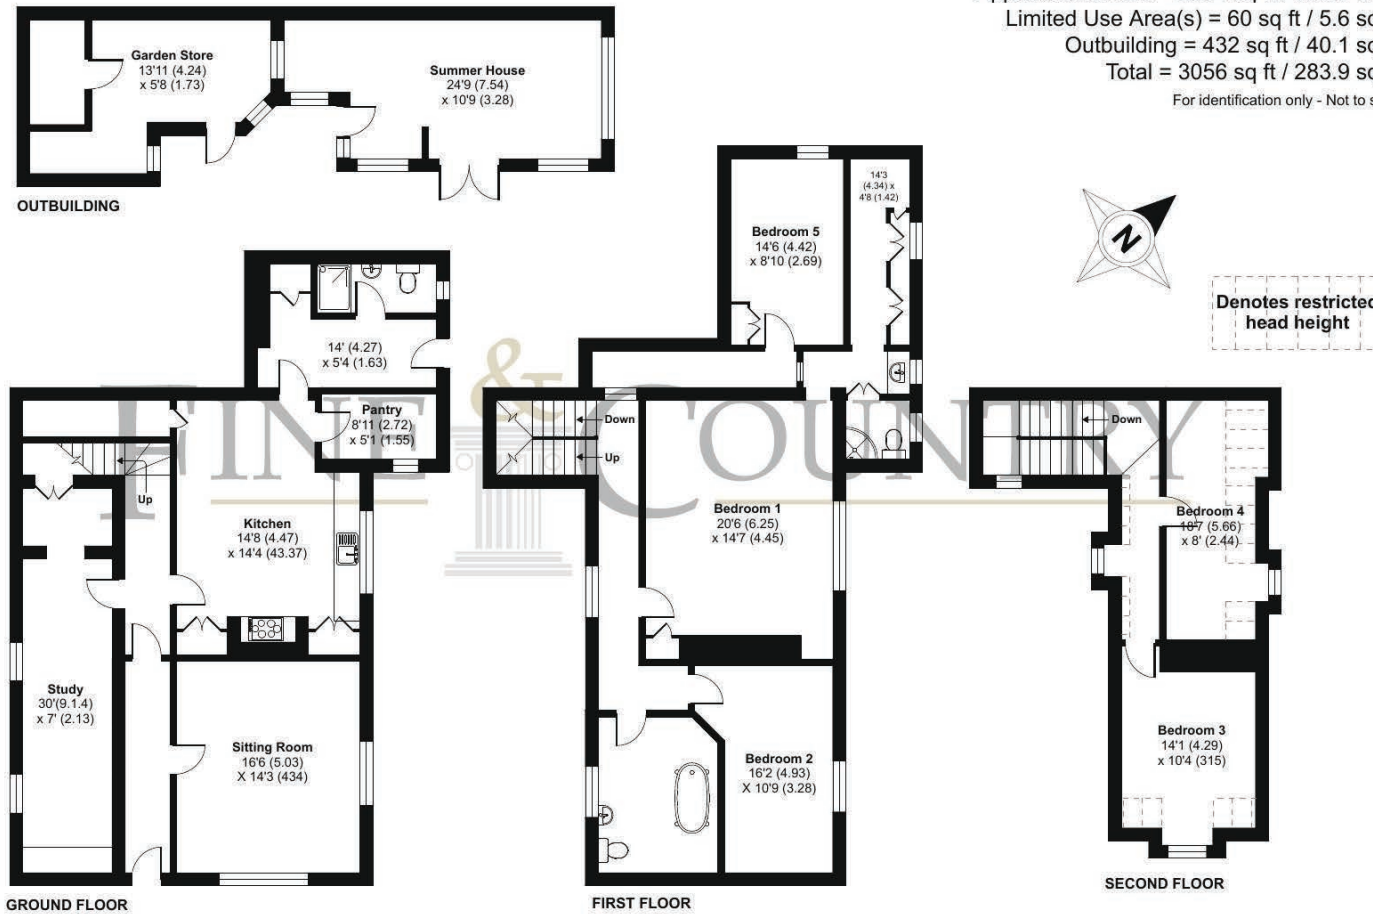 Limited Use Area(s) = 60 sq ft / 5.6 sq
Outbuilding = 432 sq ft / 40.1 sq
Total = 3056 sq ft / 283.9 sq
For identification only - Not to s
Garden Store
13'11 (4.24)
x 5'8 (1.73)
Summer House
24'9 (7.54)
x 10'9 (3.28)
OUTBUILDING
14'3
(4.34) x
4'8 (1.42)
Bedroom 5
14'6 (4.42)
x 8'10 (2.69)
N
Denotes restricted
head height
14' (4.27)
x 5'4 (1.63)
Pantry
8'11 (2.72)
x 5'1 (1.55)
FINE & COUNTRY
Down
Up
Down
Up
Kitchen
14'8 (4.47)
x 14'4 (43.37)
Bedroom 1
20'6 (6.25)
x 14'7 (4.45)
Bedroom 4
18'7 (5.66)
x 8' (2.44)
Study
30'(9.1.4)
x 7' (2.13)
Sitting Room
16'6 (5.03)
X 14'3 (434)
Bedroom 2
16'2 (4.93)
X 10'9 (3.28)
Bedroom 3
14'1 (4.29)
x 10'4 (315)
GROUND FLOOR
FIRST FLOOR
SECOND FLOOR